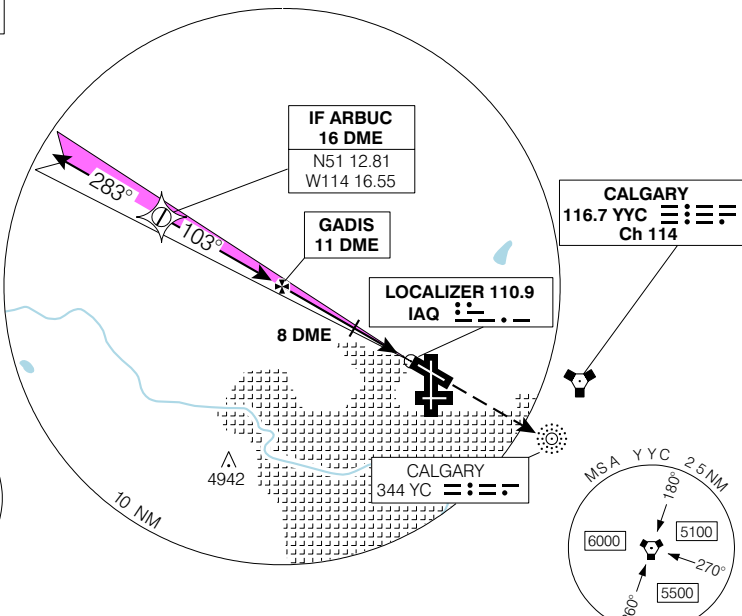 IF ARBUC
16 DME
N51 12.81
W114 16.55
283°
103°
GADIS
11 DME
CALGARY
116.7 YYC
Ch 114
LOCALIZER 110.9
IAQ
8 DME
4942
CALGARY
344 YC
10 NM
MSA YYC 25NM
180°
6000
5100
270°
5500